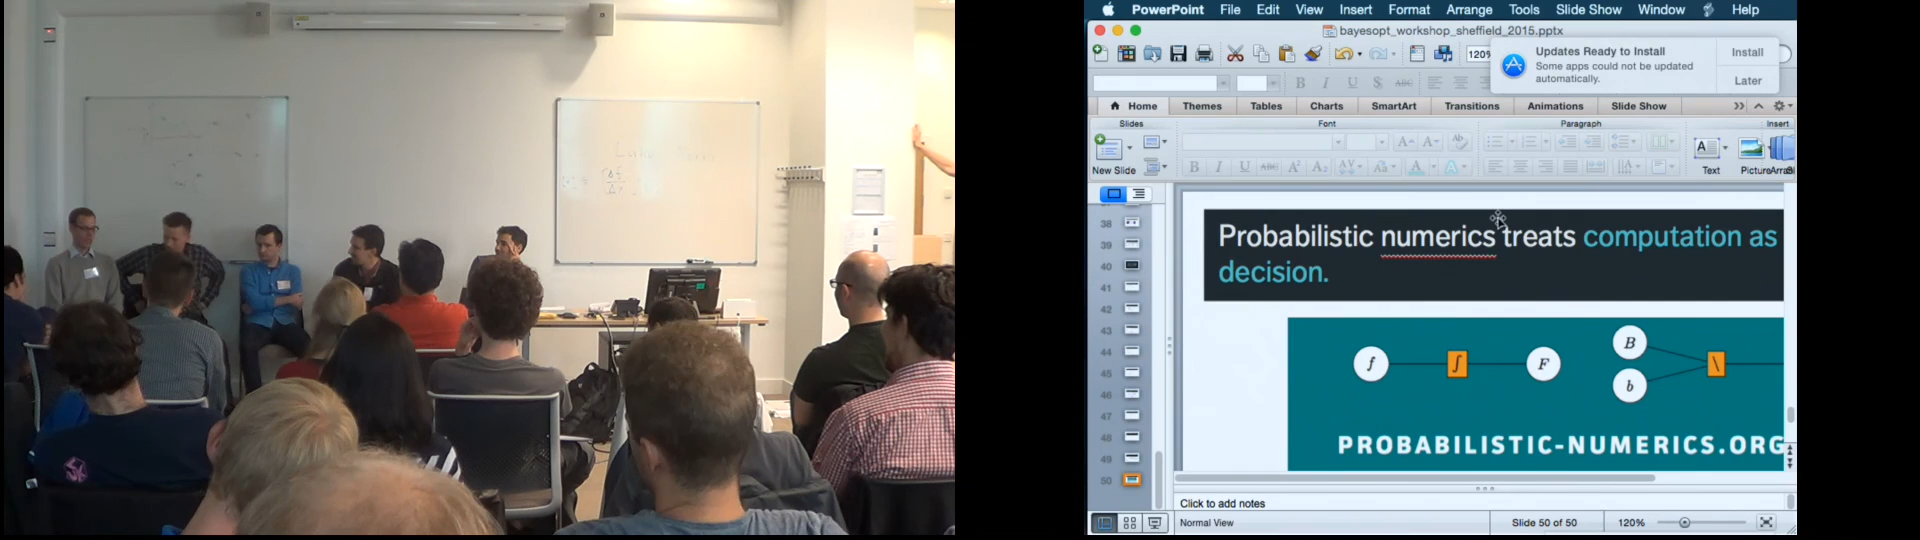 PowerPoint File Edit View Insert Format Arrange Tools Slide Show Window Help
bayesopt_workshop_sheffield_2015.pptx
120%
Updates Ready to Install
Some apps could not be updated
automatically.
Install
Later
Home Themes Tables Charts SmartArt Transitions Animations Slide Show
Slides Font Paragraph Insert
New Slide Text Picture
B I U ABC A A
38
39
40
41
42
43
44
45
46
47
48
49
50
Probabilistic numerics treats computation as
decision.
f ∫ F
B \
b
PROBABILISTIC-NUMERICS.ORG
Click to add notes
Normal View Slide 50 of 50 120%